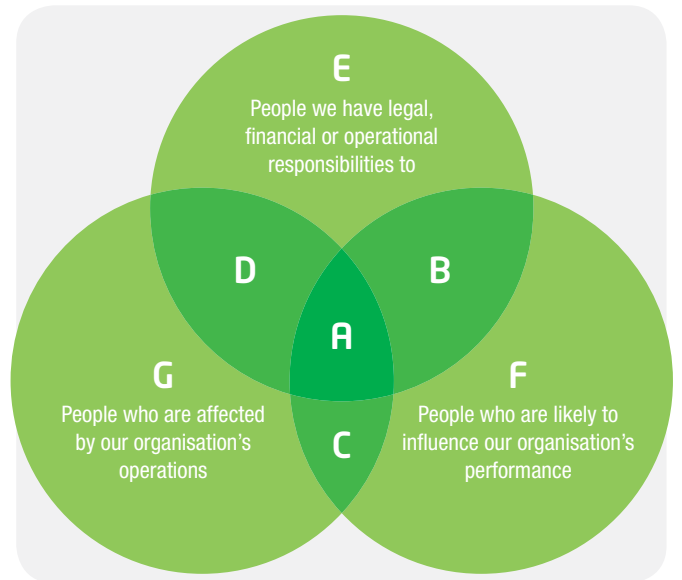 E
People we have legal,
financial or operational
responsibilities to
D
B
A
G
People who are affected
by our organisation's
operations
F
People who are likely to
influence our organisation's
performance
C